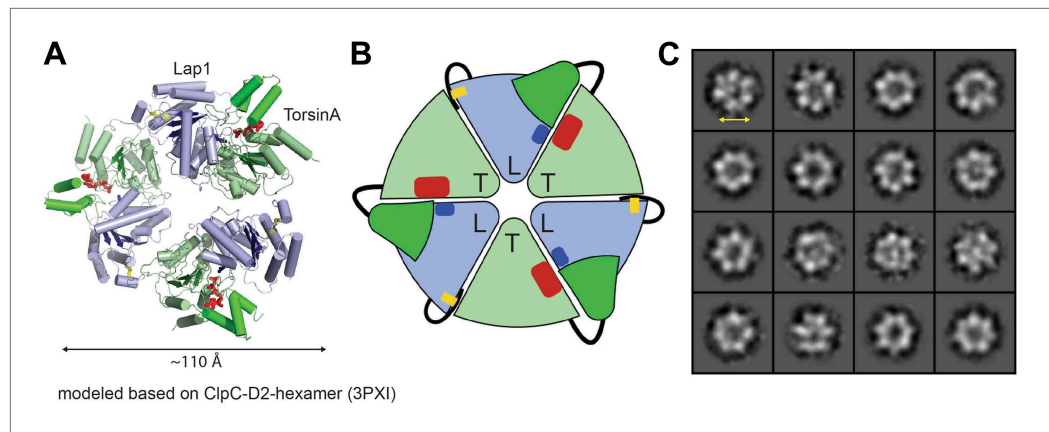 A
B
C
Lap1
TorsinA
L
T
T
L
L
T
~110 Å
modeled based on ClpC-D2-hexamer (3PXI)